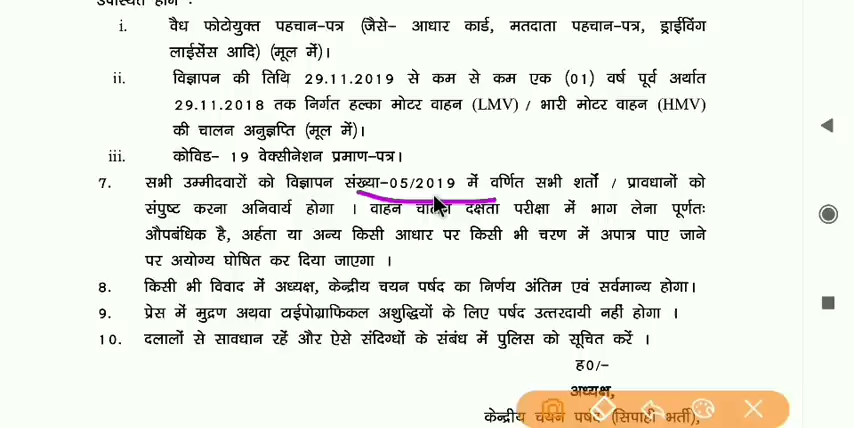 उपस्थित होंगे :
i. वैध फोटोयुक्त पहचान-पत्र (जैसे- आधार कार्ड, मतदाता पहचान-पत्र, ड्राईविंग
लाईसेंस आदि) (मूल में)।
ii. विज्ञापन की तिथि 29.11.2019 से कम से कम एक (01) वर्ष पूर्व अर्थात
29.11.2018 तक निर्गत हल्का मोटर वाहन (LMV) / भारी मोटर वाहन (HMV)
की चालन अनुज्ञप्ति (मूल में)।
iii. कोविड- 19 वेक्सीनेशन प्रमाण-पत्र।
7. सभी उम्मीदवारों को विज्ञापन संख्या-05/2019 में वर्णित सभी शर्तों / प्रावधानों को
संपुष्ट करना अनिवार्य होगा । वाहन चालन दक्षता परीक्षा में भाग लेना पूर्णतः
औपबंधिक है, अर्हता या अन्य किसी आधार पर किसी भी चरण में अपात्र पाए जाने
पर अयोग्य घोषित कर दिया जाएगा ।
8. किसी भी विवाद में अध्यक्ष, केन्द्रीय चयन पर्षद का निर्णय अंतिम एवं सर्वमान्य होगा।
9. प्रेस में मुद्रण अथवा टाईपोग्राफिकल अशुद्धियों के लिए पर्षद उत्तरदायी नहीं होगा ।
10. दलालों से सावधान रहें और ऐसे संदिग्धों के संबंध में पुलिस को सूचित करें ।
ह0/-
अध्यक्ष,
केन्द्रीय चयन पर्षद (सिपाही भर्ती),